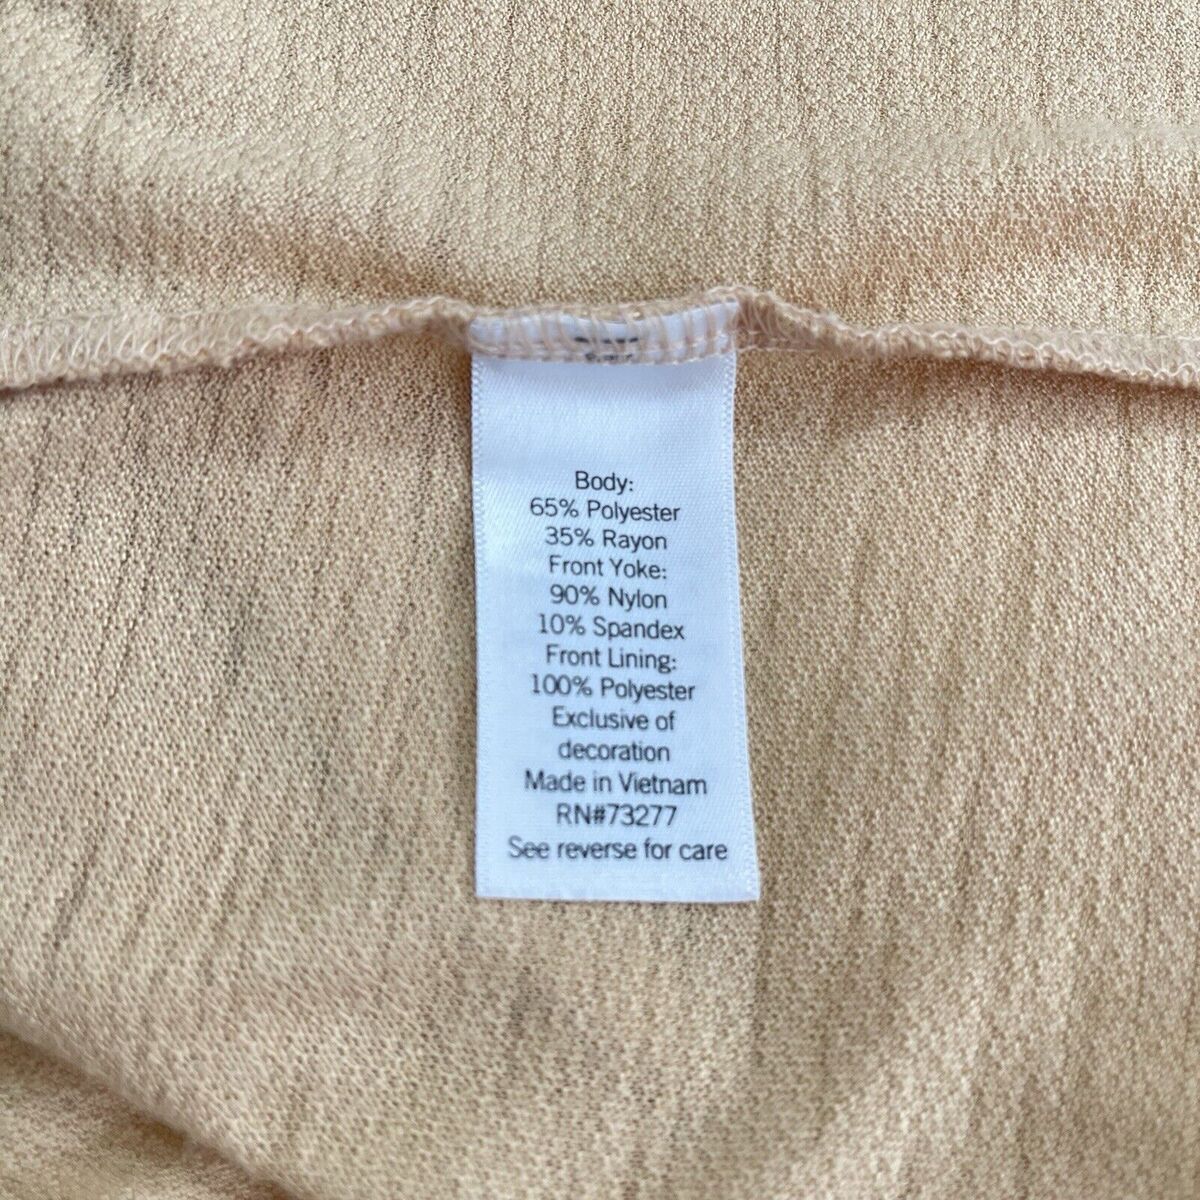 Body:
65% Polyester
35% Rayon
Front Yoke:
90% Nylon
10% Spandex
Front Lining:
100% Polyester
Exclusive of
decoration
Made in Vietnam
RN#73277
See reverse for care